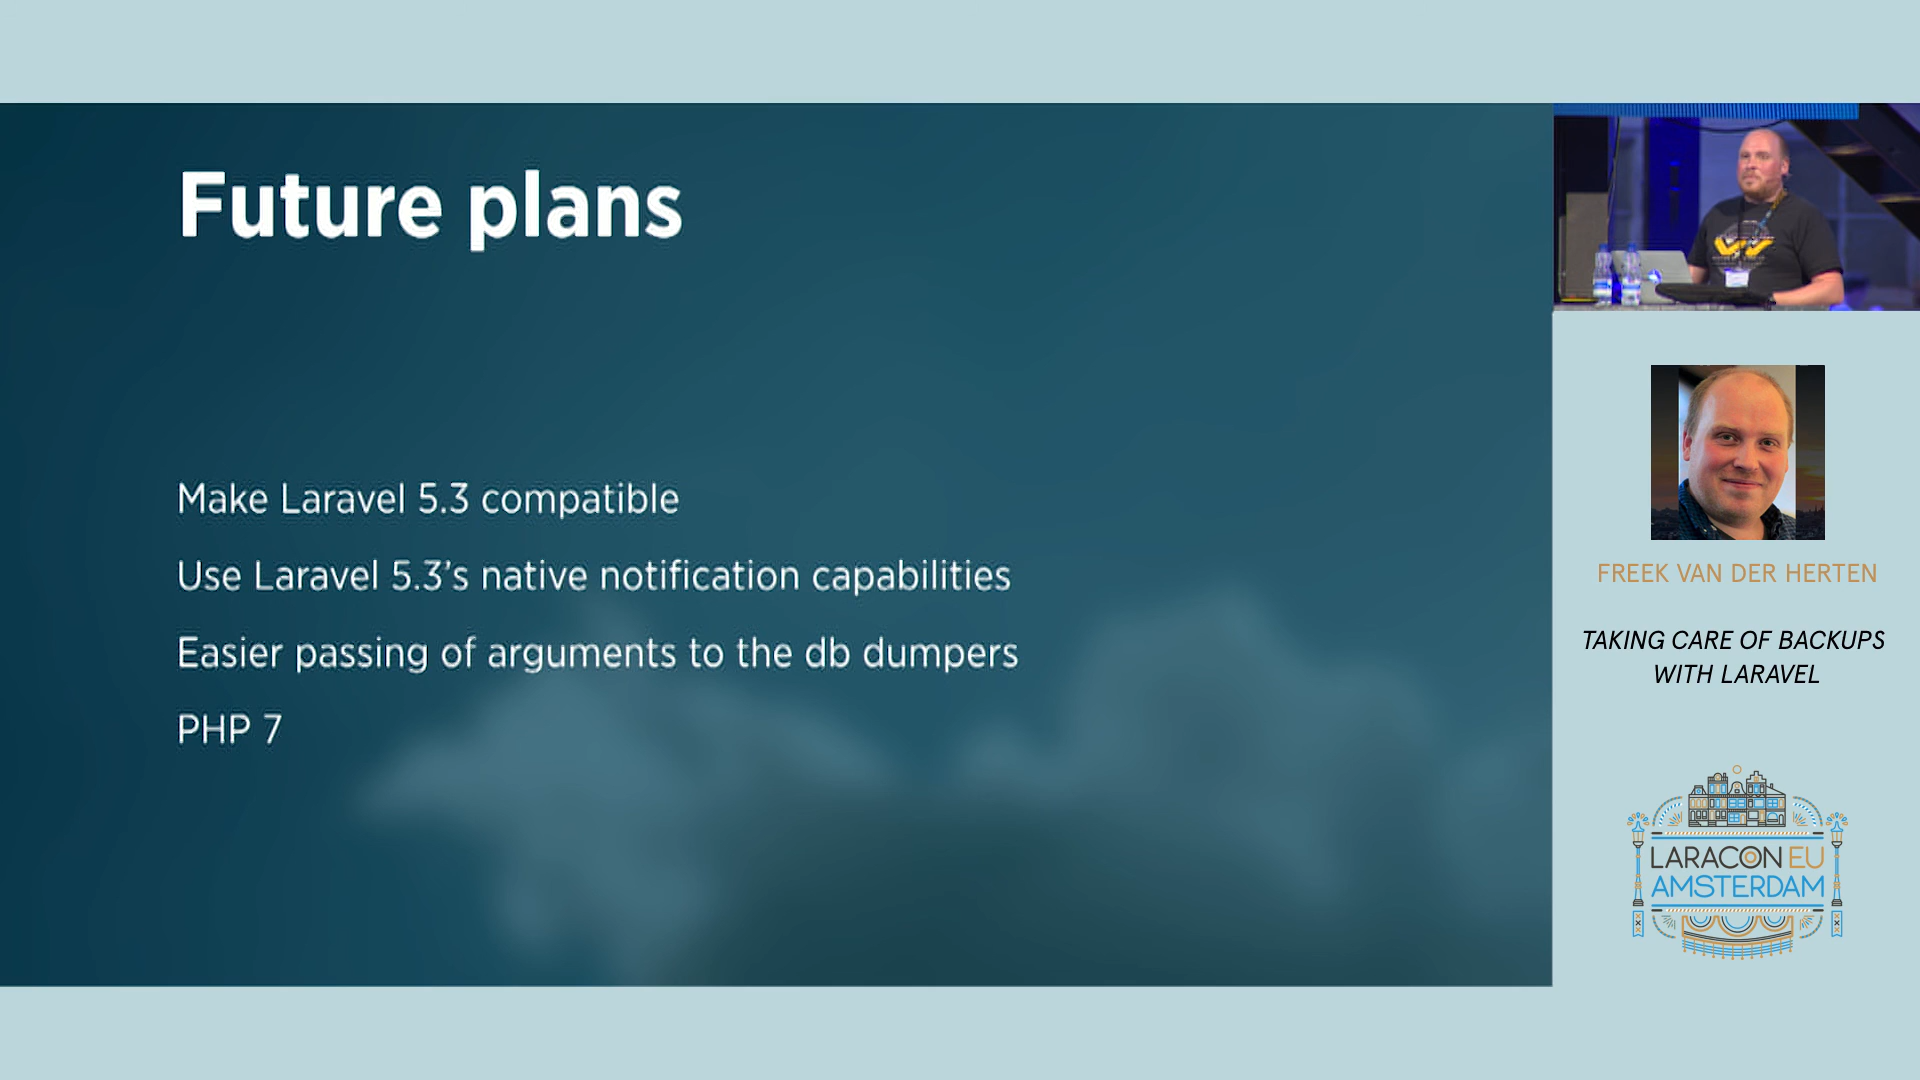 Future plans
Make Laravel 5.3 compatible
Use Laravel 5.3's native notification capabilities
Easier passing of arguments to the db dumpers
PHP 7
FREEK VAN DER HERTEN
TAKING CARE OF BACKUPS
WITH LARAVEL
LARACON EU
AMSTERDAM